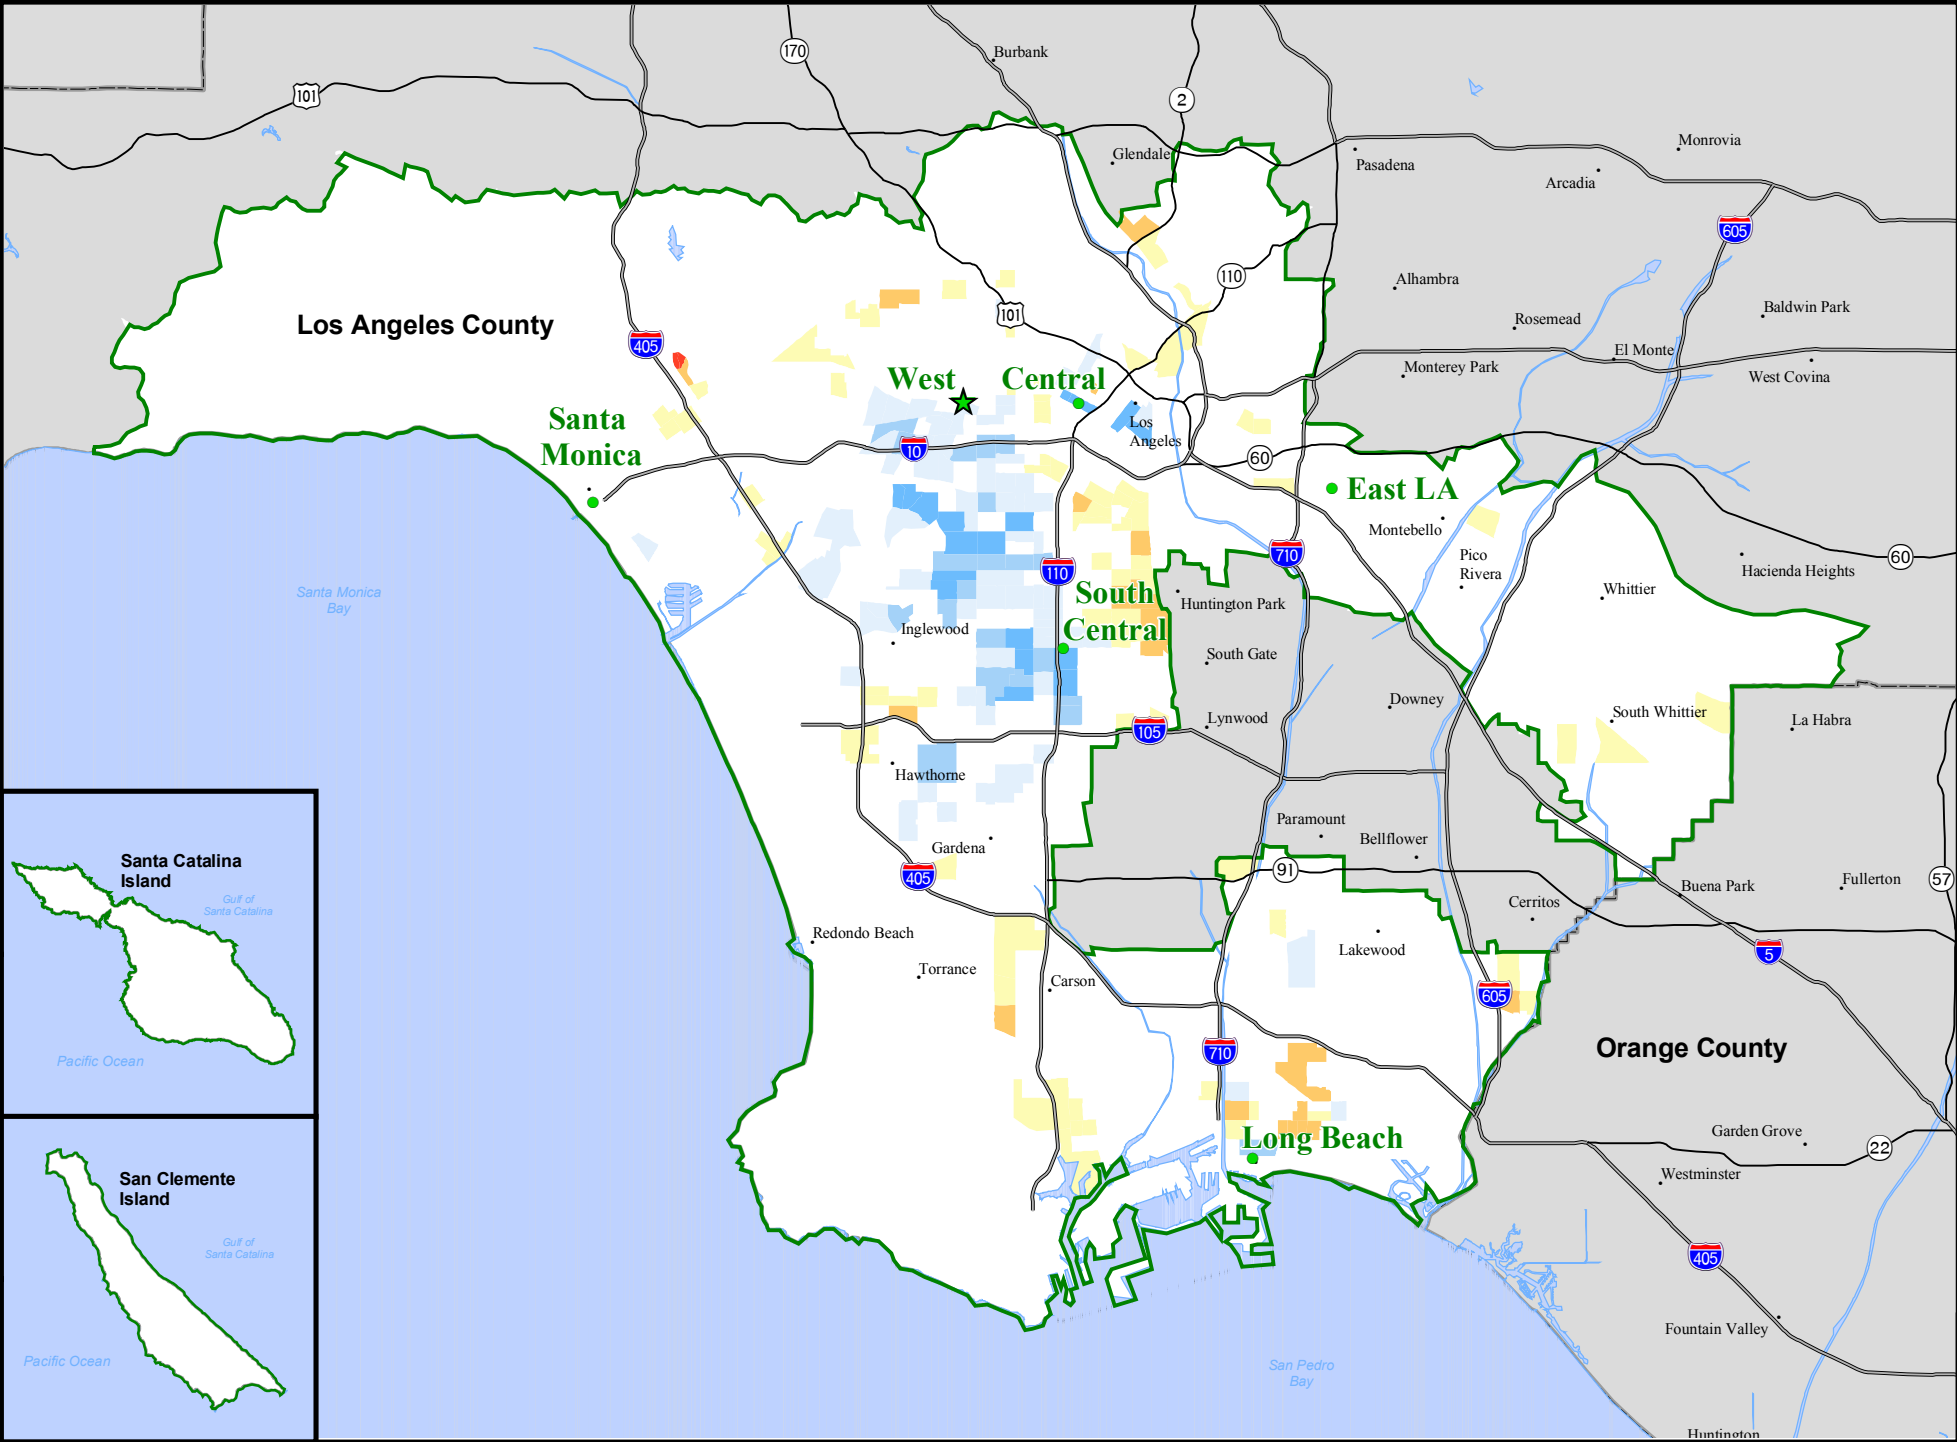 170
Burbank
2
101
Glendale
Monrovia
Pasadena
Arcadia
605
110
Alhambra
Baldwin Park
101
Rosemead
Los Angeles County
405
El Monte
Monterey Park
West Covina
West
Central
Santa
Monica
Los
Angeles
10
60
East LA
Montebello
710
Pico
Rivera
60
Hacienda Heights
110
Santa Monica
Bay
South
Central
Huntington Park
Whittier
Inglewood
South Gate
Downey
South Whittier
La Habra
Lynwood
105
Hawthorne
Paramount
Bellflower
Gardena
405
91
Santa Catalina
Island
Gulf of
Santa Catalina
Buena Park
Fullerton
57
Cerritos
Redondo Beach
Lakewood
5
Torrance
Carson
605
Pacific Ocean
710
Orange County
Long Beach
Garden Grove
22
Westminster
San Clemente
Island
Gulf of
Santa Catalina
405
Fountain Valley
Pacific Ocean
San Pedro
Bay
Huntington